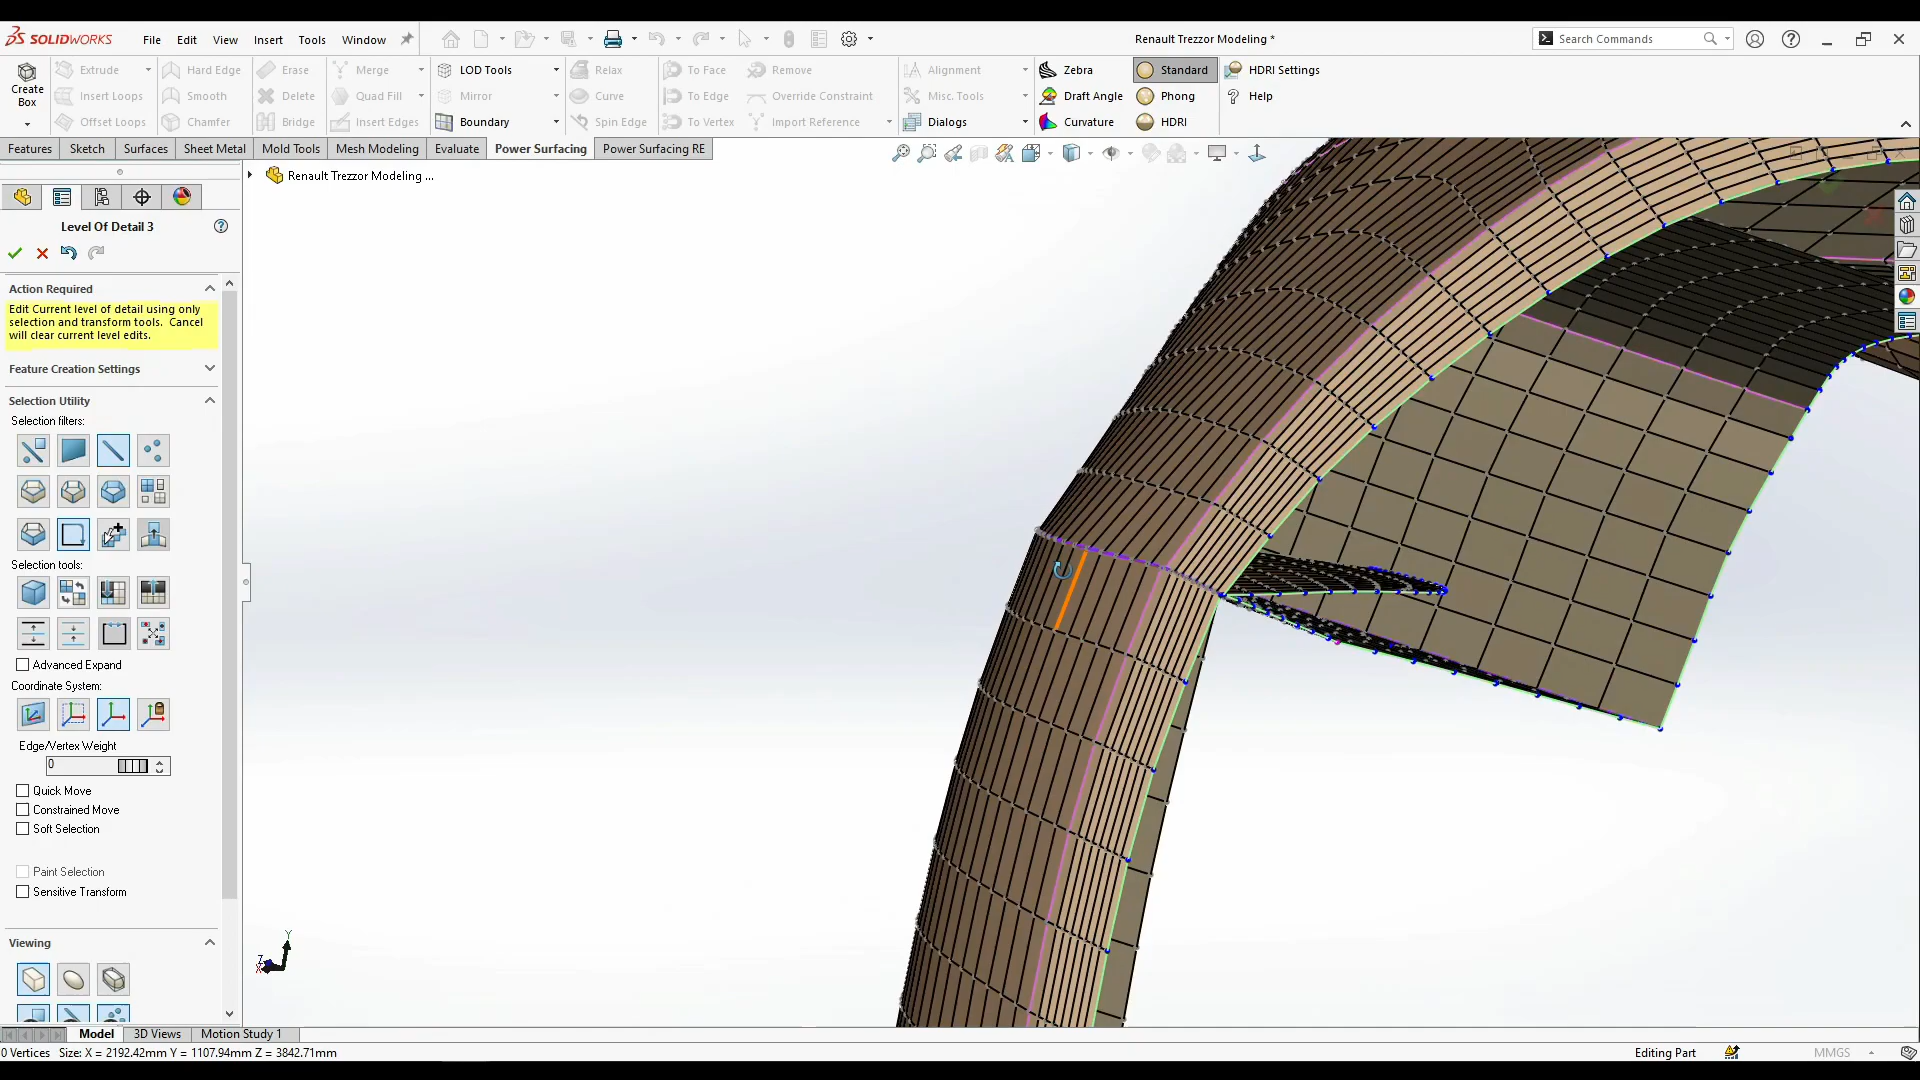 SOLIDWORKS File Edit View Insert Tools Window Renault Trezzor Modeling * Search Commands
Create Box
Extrude Hard Edge Erase Merge LOD Tools Relax To Face Remove Alignment Zebra Standard HDRI Settings
Insert Loops Smooth Delete Quad Fill Mirror Curve To Edge Override Constraint Misc. Tools Draft Angle Phong Help
Offset Loops Chamfer Bridge Insert Edges Boundary Spin Edge To Vertex Import Reference Dialogs Curvature HDRI
Features Sketch Surfaces Sheet Metal Mold Tools Mesh Modeling Evaluate Power Surfacing Power Surfacing RE
Renault Trezzor Modeling ...
Level Of Detail 3
Action Required
Edit Current level of detail using only
selection and transform tools. Cancel
will clear current level edits.
Feature Creation Settings
Selection Utility
Selection filters:
Selection tools:
Advanced Expand
Coordinate System:
Edge/Vertex Weight
0
Quick Move
Constrained Move
Soft Selection
Paint Selection
Sensitive Transform
Viewing
Y
Z
X
Model 3D Views Motion Study 1
0 Vertices Size: X = 2192.42mm Y = 1107.94mm Z = 3842.71mm Editing Part MMGS